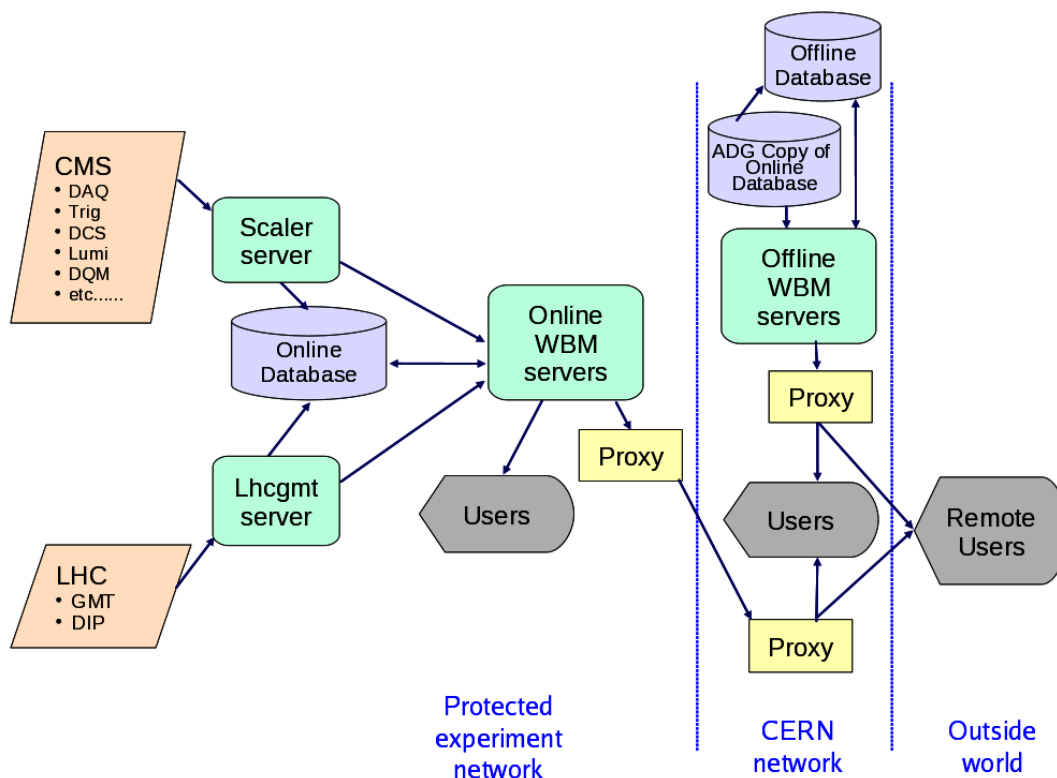 Offline
Database
ADG Copy of
Online
Database
CMS
• DAQ
• Trig
• DCS
• Lumi
• DQM
• etc......
Scaler
server
Online
Database
Online
WBM
servers
Offline
WBM
servers
Proxy
Proxy
Lhcgmt
server
Users
Users
Remote
Users
LHC
• GMT
• DIP
Proxy
Protected
experiment
network
CERN
network
Outside
world